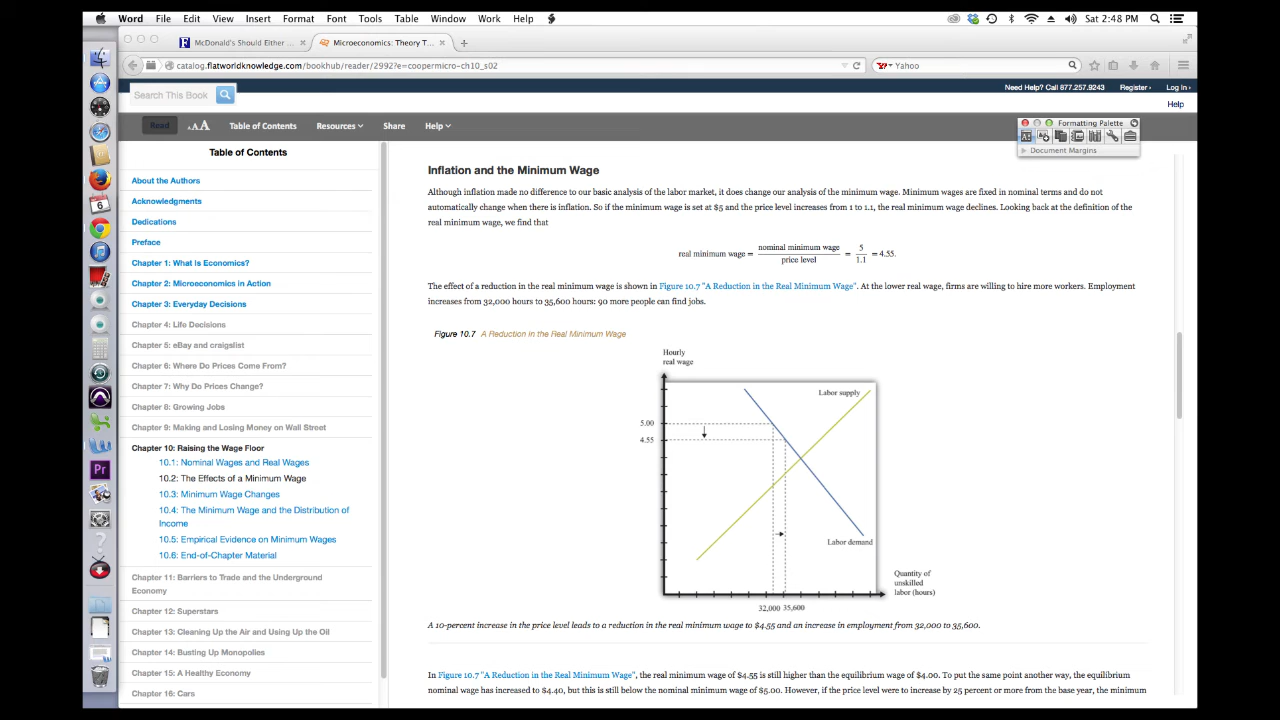 Word File Edit View Insert Format Font Tools Table Window Work Help
Sat 2:48 PM
McDonald's Should Either ... × Microeconomics: Theory T... × +
catalog.flatworldknowledge.com/bookhub/reader/2992?e=coopermicro-ch10_s02
Yahoo
Need Help? Call 877.257.9243 Register Log In
Search This Book
Help
Read AAA Table of Contents Resources Share Help
Formatting Palette
Document Margins
Table of Contents
About the Authors
Acknowledgments
Dedications
Preface
Chapter 1: What Is Economics?
Chapter 2: Microeconomics in Action
Chapter 3: Everyday Decisions
Chapter 4: Life Decisions
Chapter 5: eBay and craigslist
Chapter 6: Where Do Prices Come From?
Chapter 7: Why Do Prices Change?
Chapter 8: Growing Jobs
Chapter 9: Making and Losing Money on Wall Street
Chapter 10: Raising the Wage Floor
10.1: Nominal Wages and Real Wages
10.2: The Effects of a Minimum Wage
10.3: Minimum Wage Changes
10.4: The Minimum Wage and the Distribution of
Income
10.5: Empirical Evidence on Minimum Wages
10.6: End-of-Chapter Material
Chapter 11: Barriers to Trade and the Underground
Economy
Chapter 12: Superstars
Chapter 13: Cleaning Up the Air and Using Up the Oil
Chapter 14: Busting Up Monopolies
Chapter 15: A Healthy Economy
Chapter 16: Cars
Inflation and the Minimum Wage
Although inflation made no difference to our basic analysis of the labor market, it does change our analysis of the minimum wage. Minimum wages are fixed in nominal terms and do not
automatically change when there is inflation. So if the minimum wage is set at $5 and the price level increases from 1 to 1.1, the real minimum wage declines. Looking back at the definition of the
real minimum wage, we find that
real minimum wage = nominal minimum wage / price level = 5 / 1.1 = 4.55.
The effect of a reduction in the real minimum wage is shown in Figure 10.7 "A Reduction in the Real Minimum Wage". At the lower real wage, firms are willing to hire more workers. Employment
increases from 32,000 hours to 35,600 hours: 90 more people can find jobs.
Figure 10.7 A Reduction in the Real Minimum Wage
Hourly
real wage
Labor supply
5.00
4.55
Labor demand
Quantity of
unskilled
labor (hours)
32,000 35,600
A 10-percent increase in the price level leads to a reduction in the real minimum wage to $4.55 and an increase in employment from 32,000 to 35,600.
In Figure 10.7 "A Reduction in the Real Minimum Wage", the real minimum wage of $4.55 is still higher than the equilibrium wage of $4.00. To put the same point another way, the equilibrium
nominal wage has increased to $4.40, but this is still below the nominal minimum wage of $5.00. However, if the price level were to increase by 25 percent or more from the base year, the minimum
Pr
6